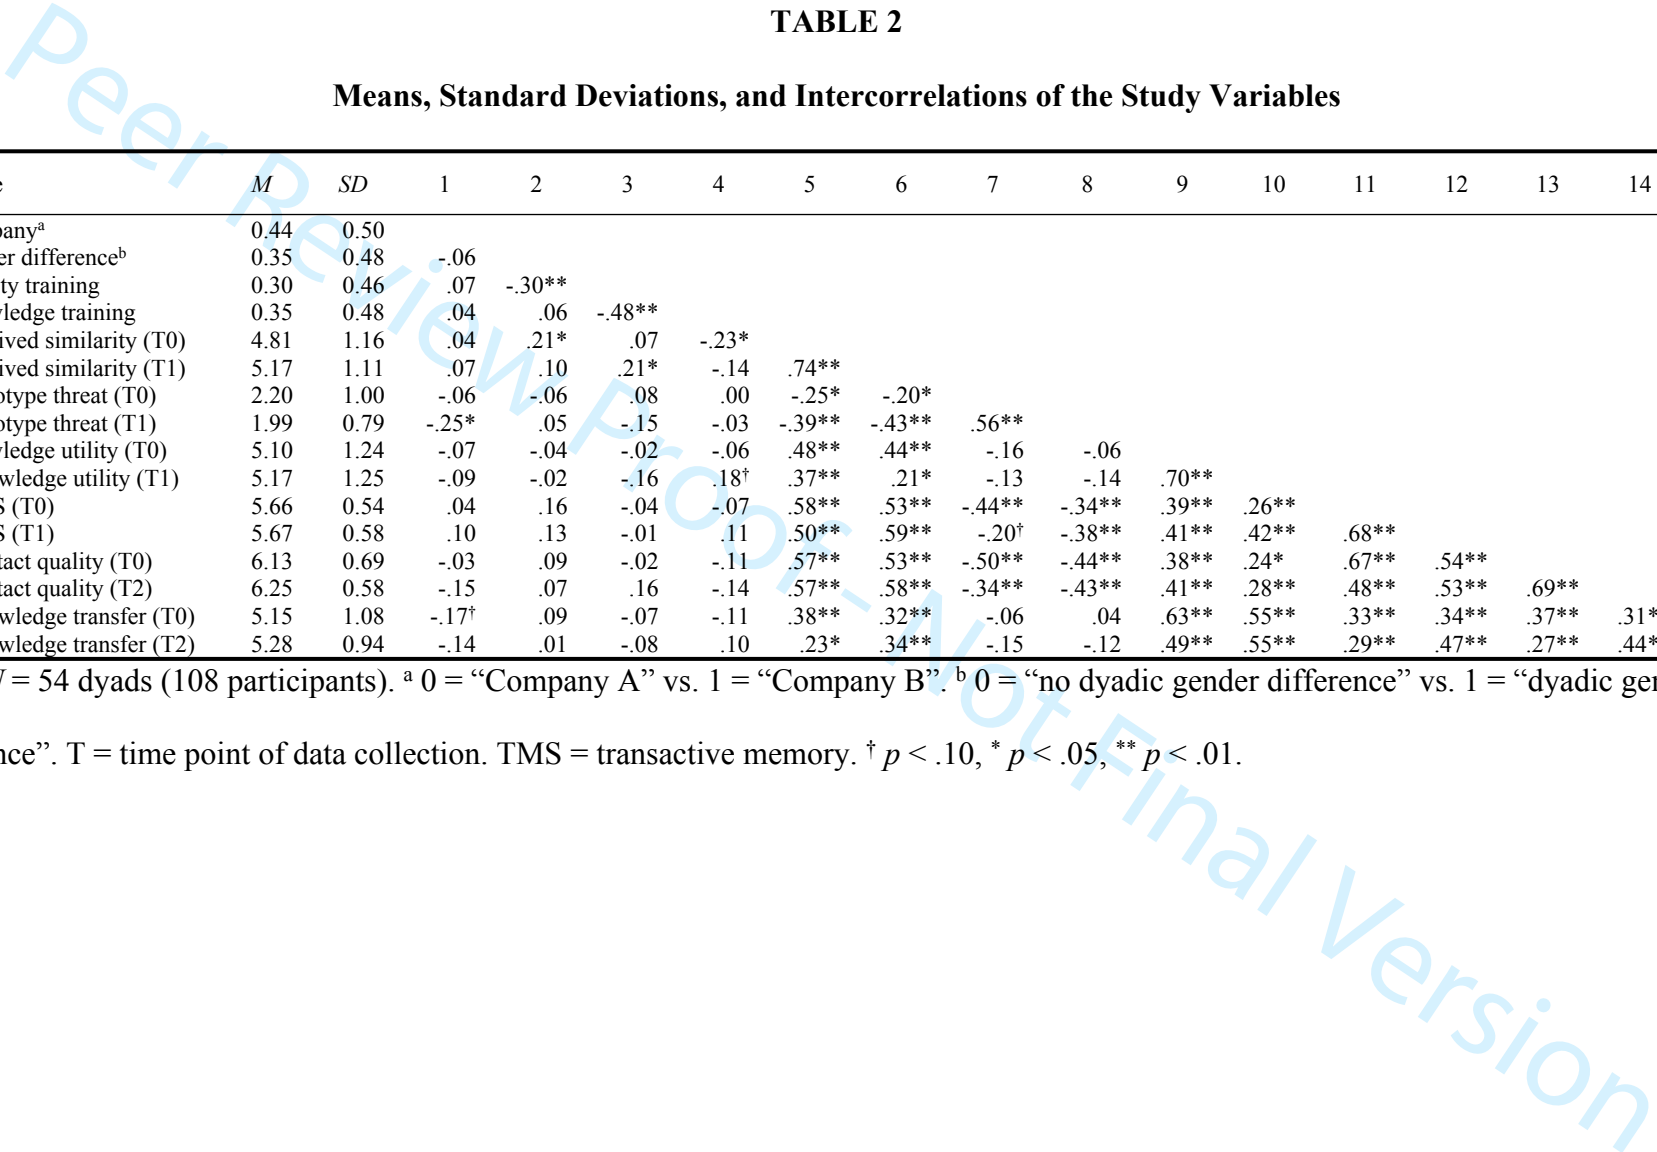 TABLE 2
Means, Standard Deviations, and Intercorrelations of the Study Variables
e M SD 1 2 3 4 5 6 7 8 9 10 11 12 13 14
panyᵃ 0.44 0.50
er differenceᵇ 0.35 0.48 -.06
ty training 0.30 0.46 .07 -.30**
ledge training 0.35 0.48 .04 .06 -.48**
ived similarity (T0) 4.81 1.16 .04 .21* .07 -.23*
ived similarity (T1) 5.17 1.11 .07 .10 .21* -.14 .74**
otype threat (T0) 2.20 1.00 -.06 -.06 .08 .00 -.25* -.20*
otype threat (T1) 1.99 0.79 -.25* .05 -.15 -.03 -.39** -.43** .56**
ledge utility (T0) 5.10 1.24 -.07 -.04 -.02 -.06 .48** .44** -.16 -.06
wledge utility (T1) 5.17 1.25 -.09 -.02 -.16 .18† .37** .21* -.13 -.14 .70**
S (T0) 5.66 0.54 .04 .16 -.04 -.07 .58** .53** -.44** -.34** .39** .26**
S (T1) 5.67 0.58 .10 .13 -.01 .11 .50** .59** -.20† -.38** .41** .42** .68**
tact quality (T0) 6.13 0.69 -.03 .09 -.02 -.11 .57** .53** -.50** -.44** .38** .24* .67** .54**
tact quality (T2) 6.25 0.58 -.15 .07 .16 -.14 .57** .58** -.34** -.43** .41** .28** .48** .53** .69**
wledge transfer (T0) 5.15 1.08 -.17† .09 -.07 -.11 .38** .32** -.06 .04 .63** .55** .33** .34** .37** .31*
wledge transfer (T2) 5.28 0.94 -.14 .01 -.08 .10 .23* .34** -.15 -.12 .49** .55** .29** .47** .27** .44*
= 54 dyads (108 participants). ᵃ 0 = “Company A” vs. 1 = “Company B”. ᵇ 0 = “no dyadic gender difference” vs. 1 = “dyadic gen
nce”. T = time point of data collection. TMS = transactive memory. † p < .10, * p < .05, ** p < .01.
Peer Review Proof - Not Final Version